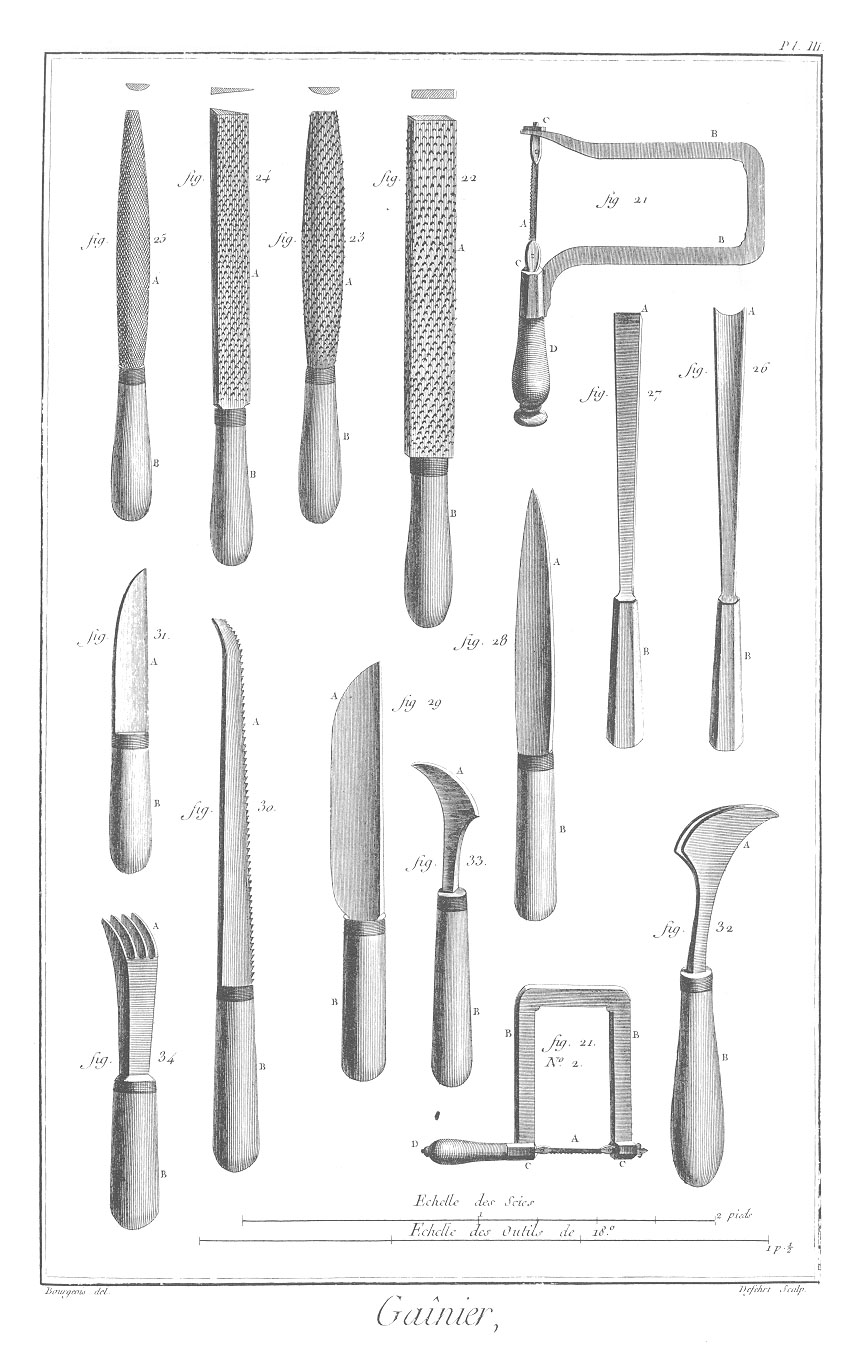 Pl. III.
fig. 25
A
B
fig. 24
A
B
fig. 23
A
B
fig. 22
A
B
fig 21
C
B
A
B
C
D
fig. 27
A
B
fig. 26
A
B
fig. 31.
A
B
fig. 30.
A
B
fig 29
A
B
fig. 28
A
B
fig. 33.
A
B
fig. 32
A
B
fig. 34
A
B
fig. 21.
N.º 2.
B
B
D
C
A
C
Echelle des Scies
1
2 pieds
Echelle des Outils de 18.º
1 p. ½
Bourgeois del.
Defehrt Sculp.
Gaînier,